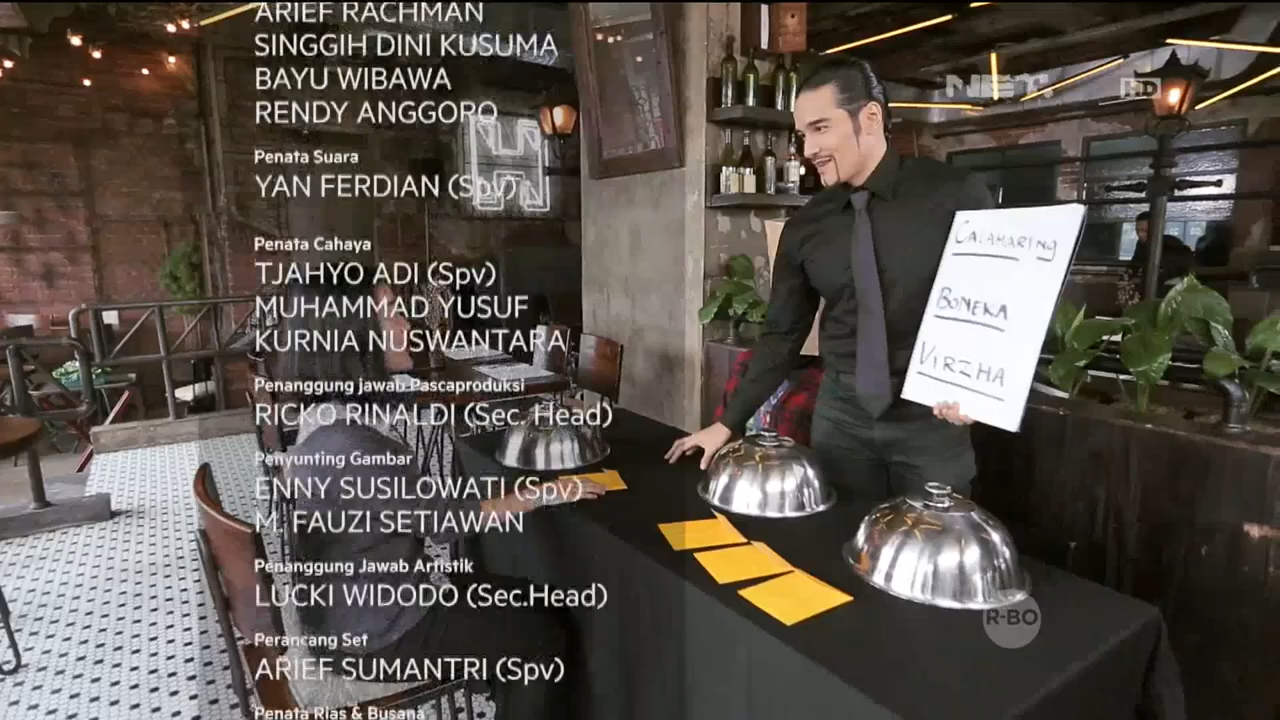 ARIEF RACHMAN
SINGGIH DINI KUSUMA
BAYU WIBAWA
RENDY ANGGORO
Penata Suara
YAN FERDIAN (Spv)
Penata Cahaya
TJAHYO ADI (Spv)
MUHAMMAD YUSUF
KURNIA NUSWANTARA
Penanggung jawab Pascaproduksi
RICKO RINALDI (Sec. Head)
Penyunting Gambar
ENNY SUSILOWATI (Spv)
M. FAUZI SETIAWAN
Penanggung Jawab Artistik
LUCKI WIDODO (Sec.Head)
Perancang Set
ARIEF SUMANTRI (Spv)
Penata Rias & Busana
NET.
HD
CALAMARING
BONEKA
VIRZHA
R-BO